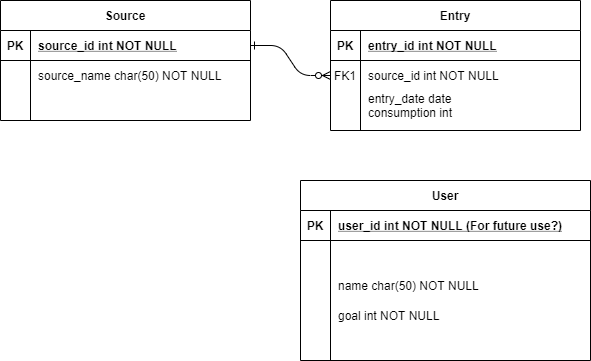 Source
PK source_id int NOT NULL
source_name char(50) NOT NULL
Entry
PK entry_id int NOT NULL
FK1 source_id int NOT NULL
entry_date date
consumption int
User
PK user_id int NOT NULL (For future use?)
name char(50) NOT NULL
goal int NOT NULL